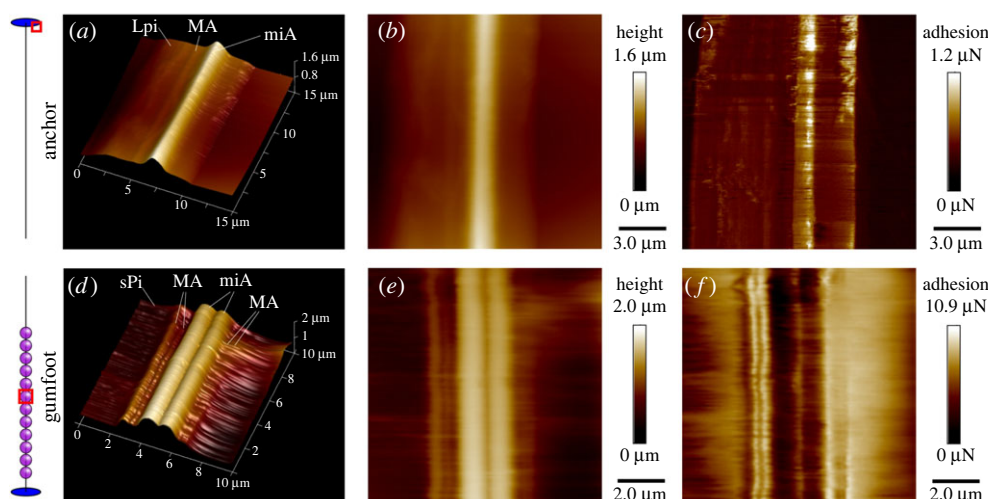 anchor
(a)
Lpi MA miA
1.6 μm
0.8
15 μm
10
5
0
5
10
15 μm
(b)
height
1.6 μm
0 μm
3.0 μm
(c)
adhesion
1.2 μN
0 μN
3.0 μm
gumfoot
(d)
sPi MA miA MA
2 μm
1
10 μm
8
6
4
2
0
2
4
6
8
10 μm
(e)
height
2.0 μm
0 μm
2.0 μm
(f)
adhesion
10.9 μN
0 μN
2.0 μm